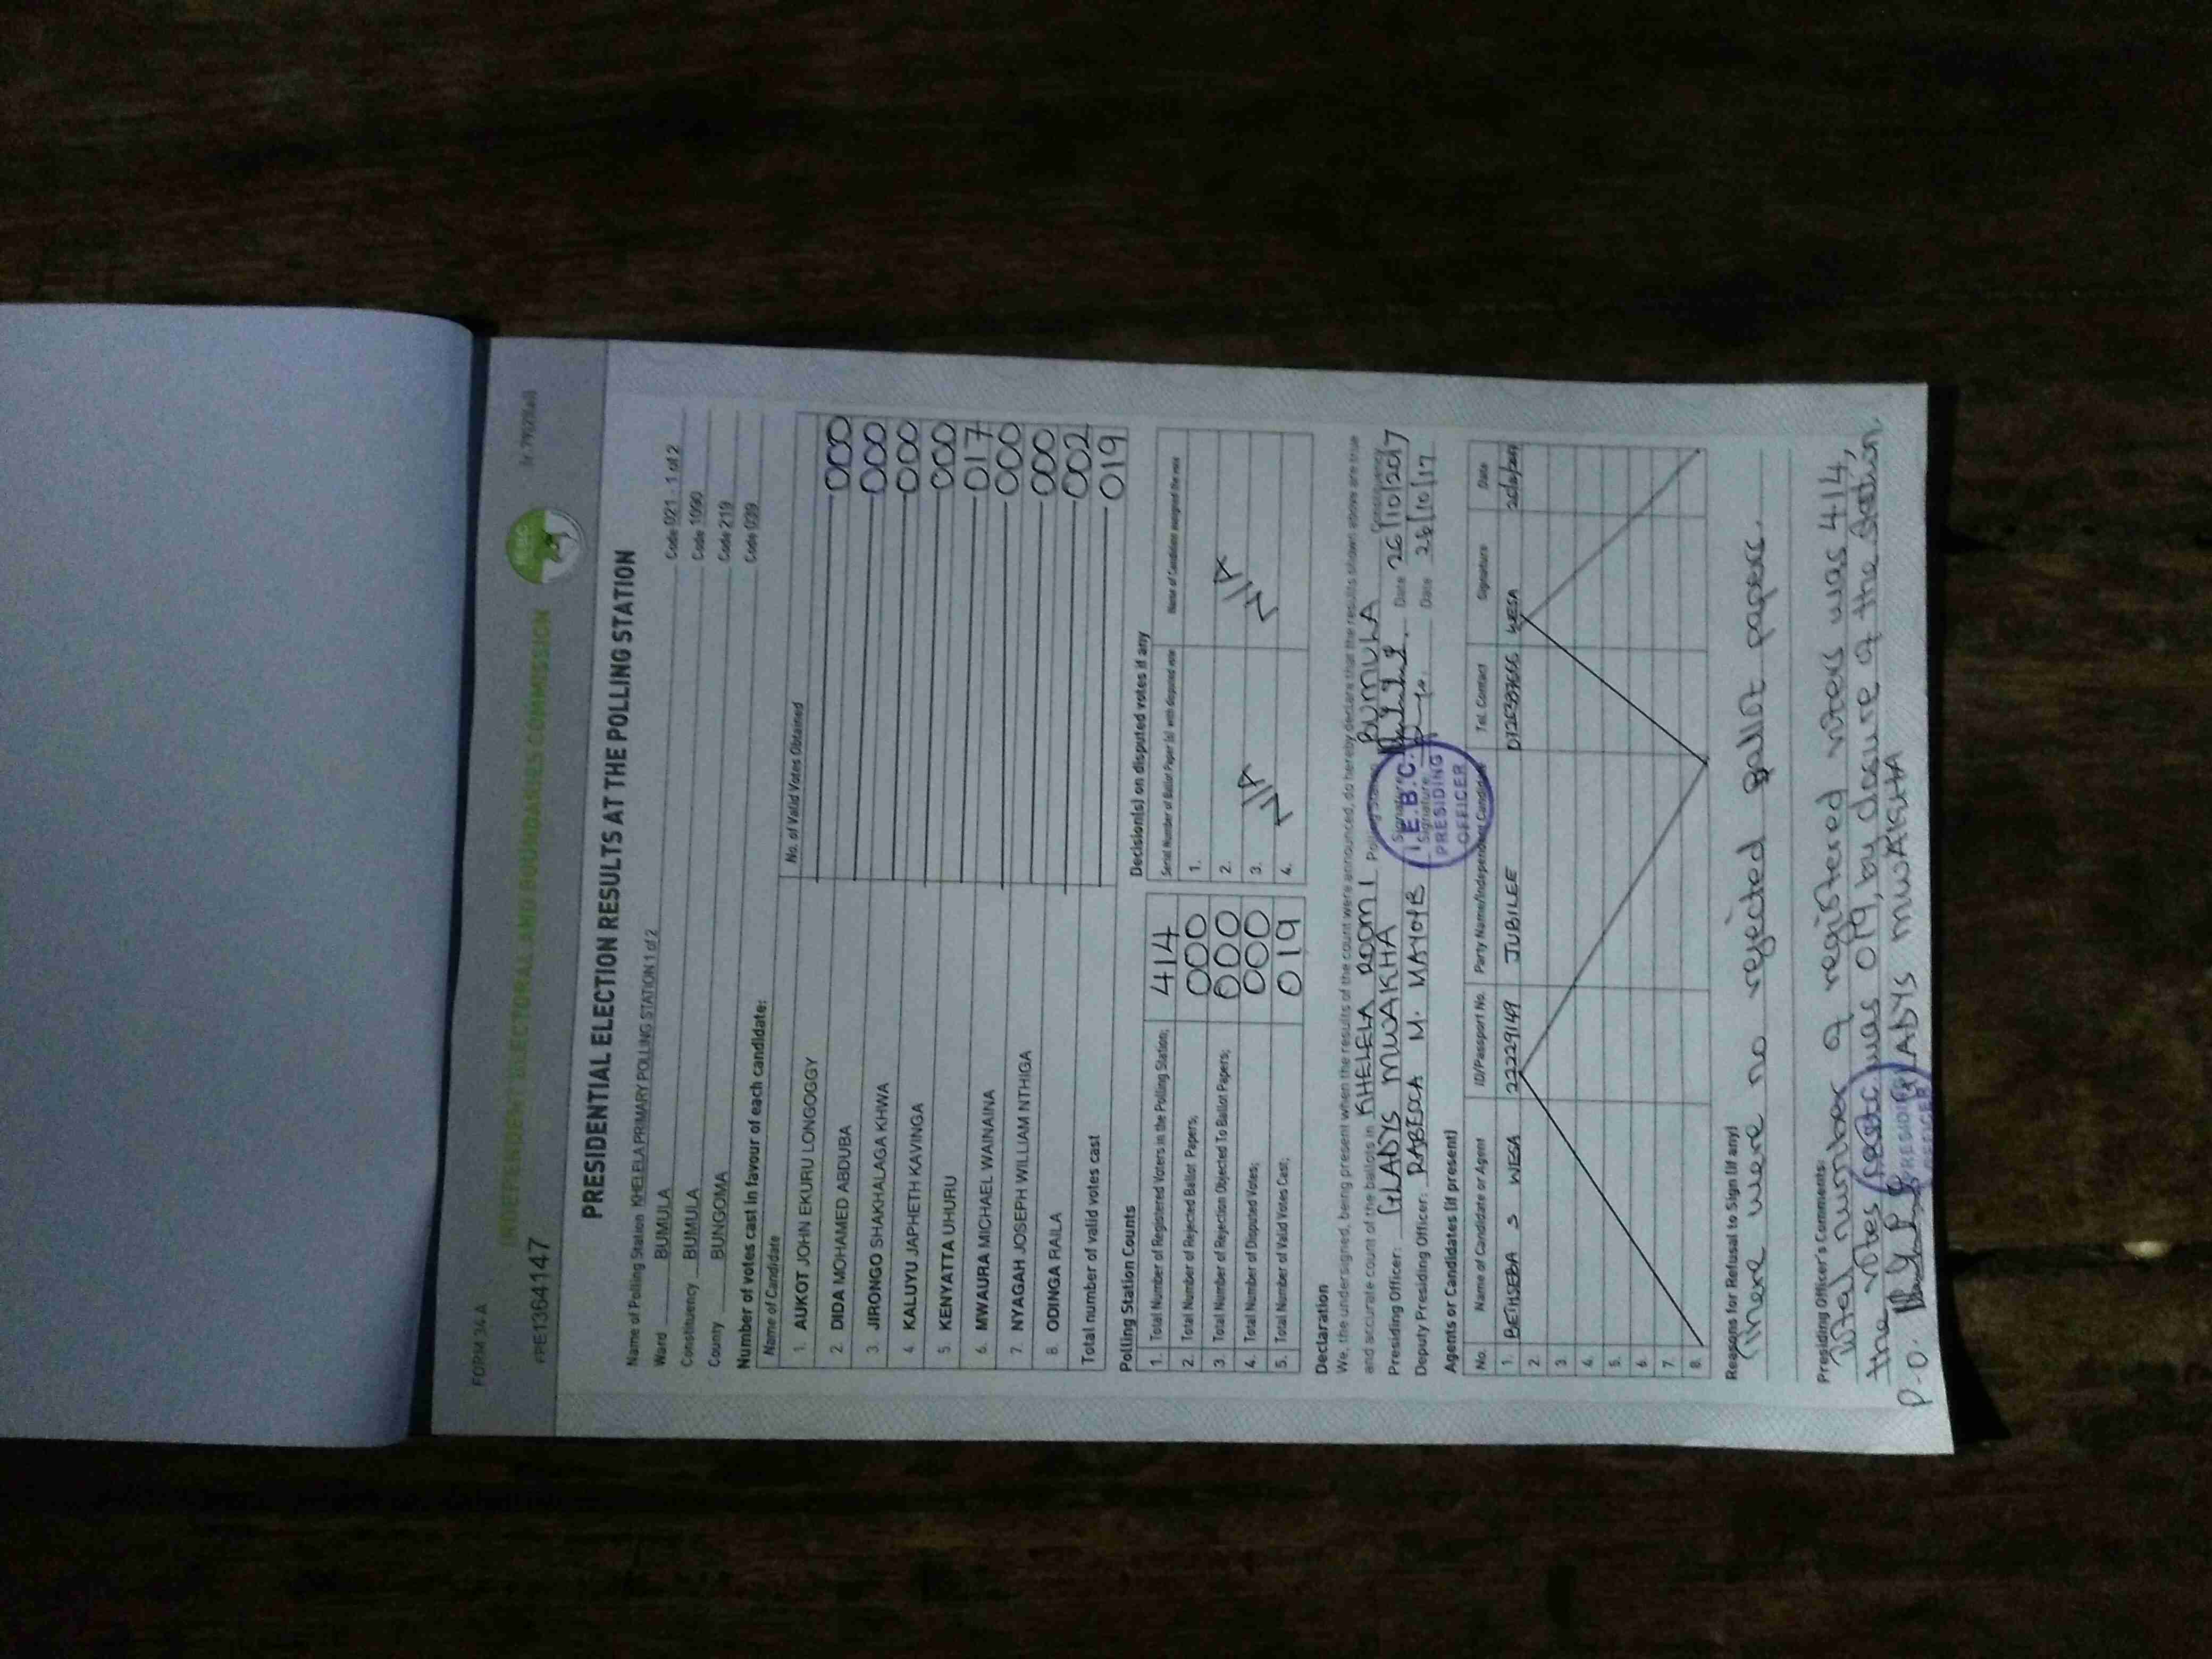 FORM 34 A
INDEPENDENT ELECTORAL AND BOUNDARIES COMMISSION
FPE1364147
PRESIDENTIAL ELECTION RESULTS AT THE POLLING STATION
Name of Polling Station KHELELA PRIMARY POLLING STATION 1 of 2 Code 021 - 1 of 2
Ward BUMULA Code 1090
Constituency BUMULA Code 219
County BUNGOMA Code 039
Number of votes cast in favour of each candidate:
Name of Candidate No. of Valid Votes Obtained
1. AUKOT JOHN EKURU LONGOGGY 000
2. DIDA MOHAMED ABDUBA 000
3. JIRONGO SHAKHALAGA KHWA 000
4. KALUYU JAPHETH KAVINGA 000
5. KENYATTA UHURU 017
6. MWAURA MICHAEL WAINAINA 000
7. NYAGAH JOSEPH WILLIAM NTHIGA 000
8. ODINGA RAILA 002
Total number of valid votes cast 019
Polling Station Counts
1. Total Number of Registered Voters in the Polling Station; 414
2. Total Number of Rejected Ballot Papers; 000
3. Total Number of Rejection Objected To Ballot Papers; 000
4. Total Number of Disputed Votes; 000
5. Total Number of Valid Votes Cast; 019
Decision(s) on disputed votes if any
Serial Number of Ballot Paper (s) with disputed vote Name of Candidate assigned the vote
1.
2. N/A
3. N/A N/A
4. N/A
Declaration
We, the undersigned, being present when the results of the count were announced, do hereby declare that the results shown above are true
and accurate count of the ballots in KHELELA ROOM 1 Polling Station BUMULA Constituency
Presiding Officer: GLADYS MWAKHA Signature Date 26/10/2017
Deputy Presiding Officer: RABECCA M. Signature Date 26/10/17
I.E.B.C.
PRESIDING
OFFICER
Agents or Candidates (if present)
No. Name of Candidate or Agent ID/Passport No. Party Name/Independent Candidate Tel. Contact Signature Date
1. BETHSEBA S WESA 22229149 JUBILEE WESA
2.
3.
4.
5.
6.
7.
8.
Reasons for Refusal to Sign (if any)
There were no rejected Ballot papers.
Presiding Officer's Comments:
Total number of registered voters was 414,
the votes was 019, by closure of the station.
P.O. GLADYS MWAKHA
PRESIDING
OFFICER